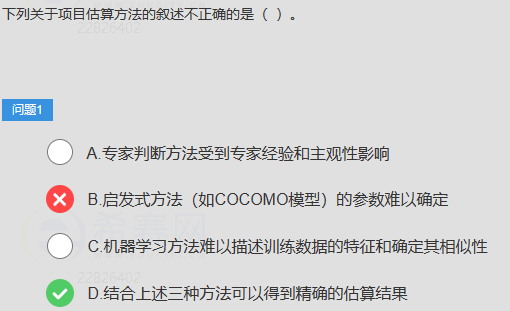 下列关于项目估算方法的叙述不正确的是（ ）。
22826402
问题1
A.专家判断方法受到专家经验和主观性影响
B.启发式方法（如COCOMO模型）的参数难以确定
希赛网
C.机器学习方法难以描述训练数据的特征和确定其相似性
22826402
D.结合上述三种方法可以得到精确的估算结果